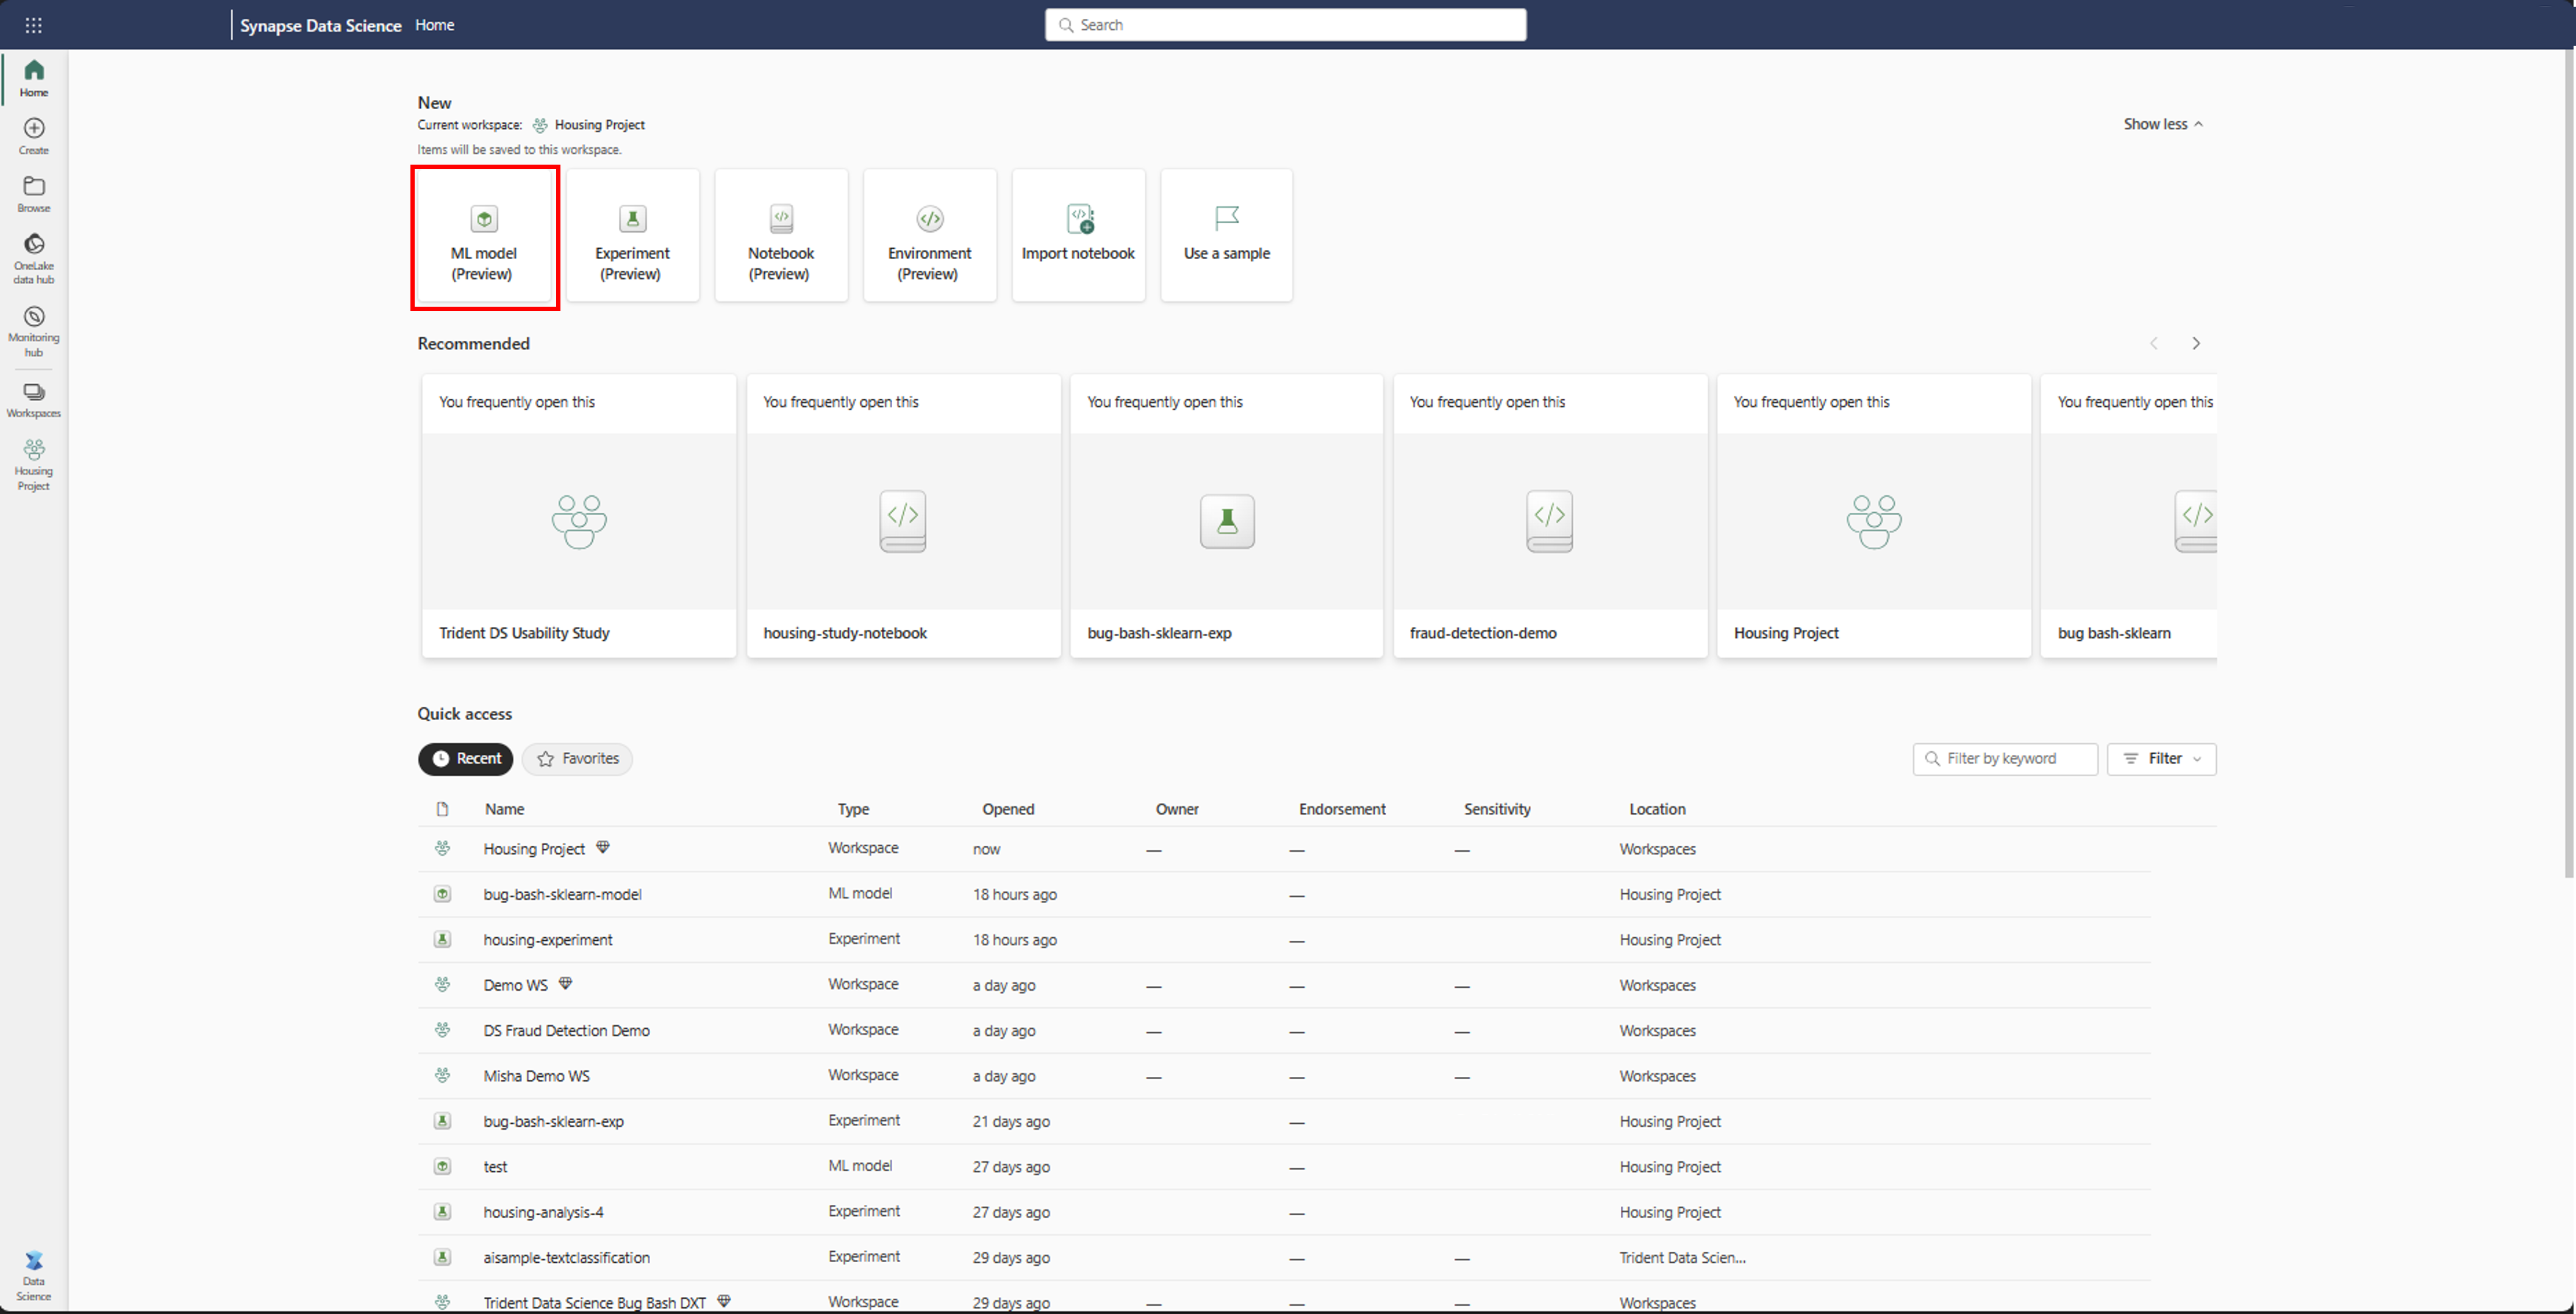 Synapse Data Science Home
Search
Home
Create
Browse
OneLake
data hub
Monitoring
hub
Workspaces
Housing
Project
Data
Science
New
Current workspace: Housing Project
Items will be saved to this workspace.
Show less
ML model
(Preview)
Experiment
(Preview)
Notebook
(Preview)
Environment
(Preview)
Import notebook
Use a sample
Recommended
You frequently open this
Trident DS Usability Study
You frequently open this
housing-study-notebook
You frequently open this
bug-bash-sklearn-exp
You frequently open this
fraud-detection-demo
You frequently open this
Housing Project
You frequently open this
bug bash-sklearn
Quick access
Recent Favorites
Filter by keyword Filter
Name Type Opened Owner Endorsement Sensitivity Location
Housing Project Workspace now — — — Workspaces
bug-bash-sklearn-model ML model 18 hours ago — Housing Project
housing-experiment Experiment 18 hours ago — Housing Project
Demo WS Workspace a day ago — — — Workspaces
DS Fraud Detection Demo Workspace a day ago — — — Workspaces
Misha Demo WS Workspace a day ago — — — Workspaces
bug-bash-sklearn-exp Experiment 21 days ago — Housing Project
test ML model 27 days ago — Housing Project
housing-analysis-4 Experiment 27 days ago — Housing Project
aisample-textclassification Experiment 29 days ago — — Trident Data Scien...
Trident Data Science Bug Bash DXT Workspace 29 days ago — — — Workspaces